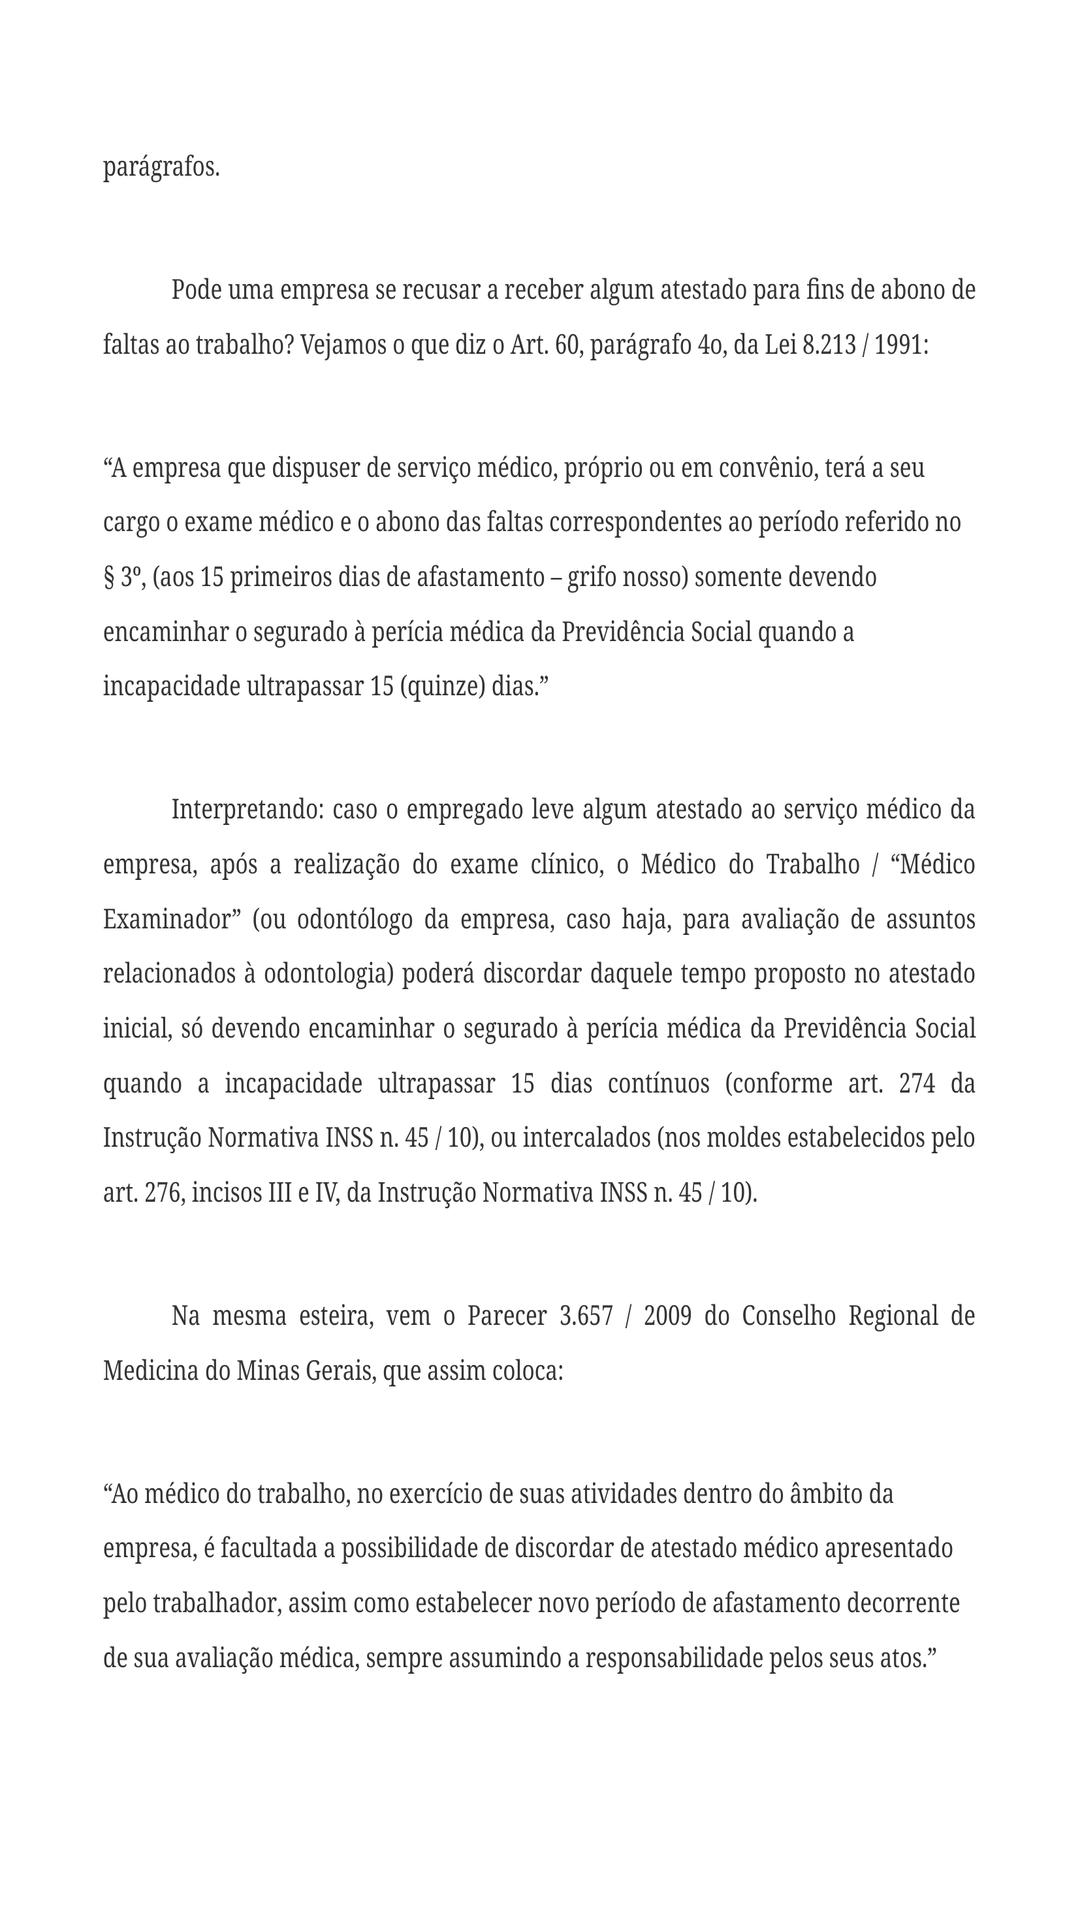 parágrafos.
Pode uma empresa se recusar a receber algum atestado para fins de abono de
faltas ao trabalho? Vejamos o que diz o Art. 60, parágrafo 4o, da Lei 8.213 / 1991:
“A empresa que dispuser de serviço médico, próprio ou em convênio, terá a seu
cargo o exame médico e o abono das faltas correspondentes ao período referido no
§ 3º, (aos 15 primeiros dias de afastamento – grifo nosso) somente devendo
encaminhar o segurado à perícia médica da Previdência Social quando a
incapacidade ultrapassar 15 (quinze) dias.”
Interpretando: caso o empregado leve algum atestado ao serviço médico da
empresa, após a realização do exame clínico, o Médico do Trabalho / “Médico
Examinador” (ou odontólogo da empresa, caso haja, para avaliação de assuntos
relacionados à odontologia) poderá discordar daquele tempo proposto no atestado
inicial, só devendo encaminhar o segurado à perícia médica da Previdência Social
quando a incapacidade ultrapassar 15 dias contínuos (conforme art. 274 da
Instrução Normativa INSS n. 45 / 10), ou intercalados (nos moldes estabelecidos pelo
art. 276, incisos III e IV, da Instrução Normativa INSS n. 45 / 10).
Na mesma esteira, vem o Parecer 3.657 / 2009 do Conselho Regional de
Medicina do Minas Gerais, que assim coloca:
“Ao médico do trabalho, no exercício de suas atividades dentro do âmbito da
empresa, é facultada a possibilidade de discordar de atestado médico apresentado
pelo trabalhador, assim como estabelecer novo período de afastamento decorrente
de sua avaliação médica, sempre assumindo a responsabilidade pelos seus atos.”